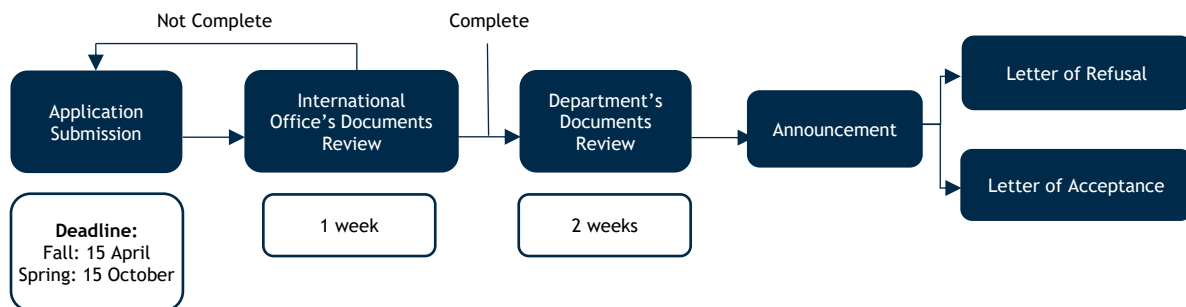 Not Complete
Complete
Application
Submission
International
Office's Documents
Review
Department's
Documents
Review
Announcement
Letter of Refusal
Letter of Acceptance
Deadline:
Fall: 15 April
Spring: 15 October
1 week
2 weeks